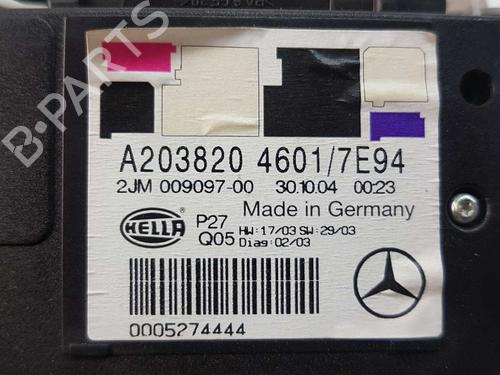 B-PARTS
A203820 4601/7E94
2JM 009097-00 30.10.04 00:23
HELLA P27 Made in Germany
Q05 HW:17/03 SW:29/03
Diag:02/03
0005274444